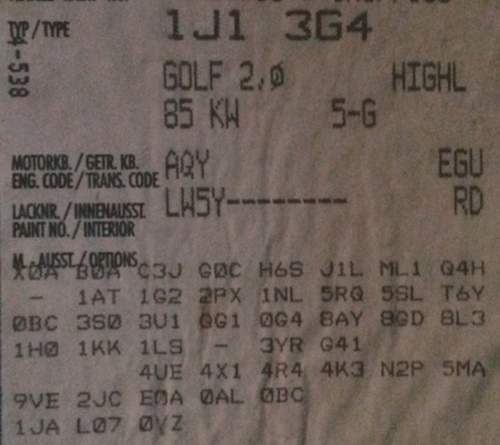 TYP / TYPE 1J1 3G4
4-538
GOLF 2,0 HIGHL
85 KW 5-G
MOTORKB. / GETR. KB. AQY EGU
ENG. CODE / TRANS. CODE
LACKNR. / INNENAUSST. LW5Y-------- RD
PAINT NO. / INTERIOR
M.-AUSST. / OPTIONS
X0A B0A C3J G0C H6S J1L ML1 Q4H
- 1AT 1G2 2PX 1NL 5RQ 5SL T6Y
0BC 3S0 3U1 0G1 0G4 8AY 8GD 8L3
1H0 1KK 1LS - 3YR G41
4UE 4X1 4R4 4K3 N2P 5MA
9VE 2JC E0A 0AL 0BC
1JA L07 0YZ